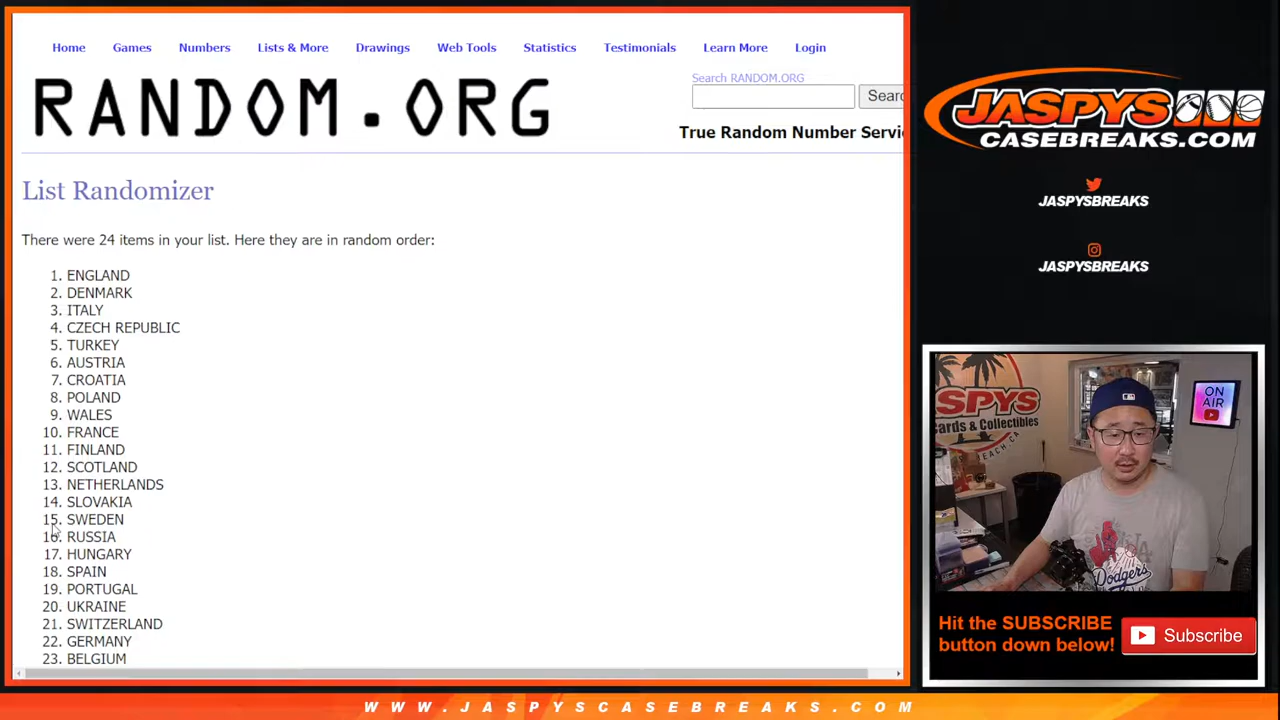 Home Games Numbers Lists & More Drawings Web Tools Statistics Testimonials Learn More Login
RANDOM.ORG
Search RANDOM.ORG
True Random Number Servi
List Randomizer
There were 24 items in your list. Here they are in random order:
1. ENGLAND
2. DENMARK
3. ITALY
4. CZECH REPUBLIC
5. TURKEY
6. AUSTRIA
7. CROATIA
8. POLAND
9. WALES
10. FRANCE
11. FINLAND
12. SCOTLAND
13. NETHERLANDS
14. SLOVAKIA
15. SWEDEN
16. RUSSIA
17. HUNGARY
18. SPAIN
19. PORTUGAL
20. UKRAINE
21. SWITZERLAND
22. GERMANY
23. BELGIUM
JASPYS
CASEBREAKS.COM
JASPYSBREAKS
JASPYSBREAKS
ON
AIR
Dodgers
Hit the SUBSCRIBE
button down below!
Subscribe
WWW.JASPYSCASEBREAKS.COM